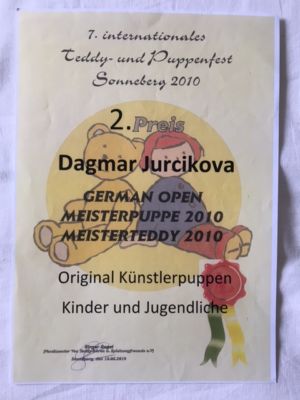 7. internationales
Teddy- und Puppenfest
Sonneberg 2010
2. Preis
Dagmar Jurcikova
GERMAN OPEN
MEISTERPUPPE 2010
MEISTERTEDDY 2010
Original Künstlerpuppen
Kinder und Jugendliche